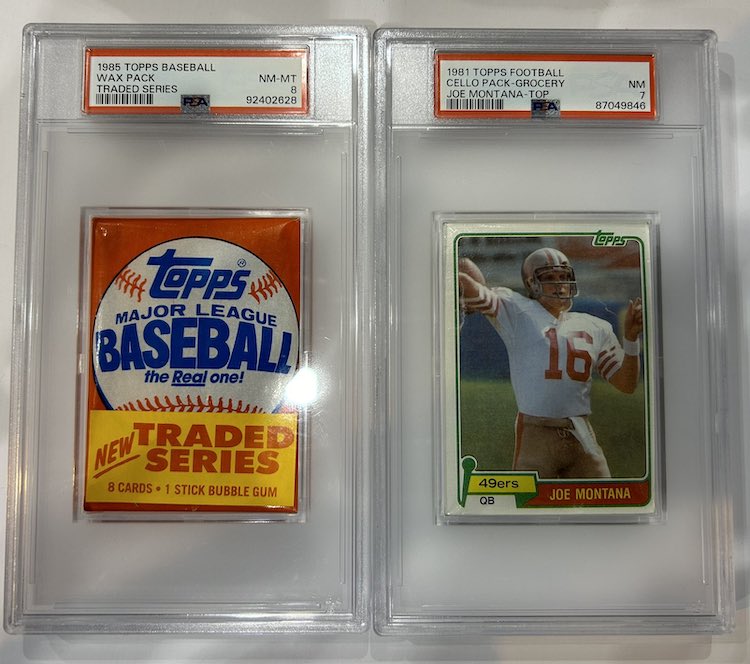 1985 TOPPS BASEBALL
WAX PACK NM-MT
TRADED SERIES 8
PSA 92402628
topps®
MAJOR LEAGUE
BASEBALL
the Real one!
NEW TRADED
SERIES
8 CARDS • 1 STICK BUBBLE GUM
1981 TOPPS FOOTBALL
CELLO PACK-GROCERY NM
JOE MONTANA-TOP 7
PSA 87049846
topps
16
49ers
QB
JOE MONTANA